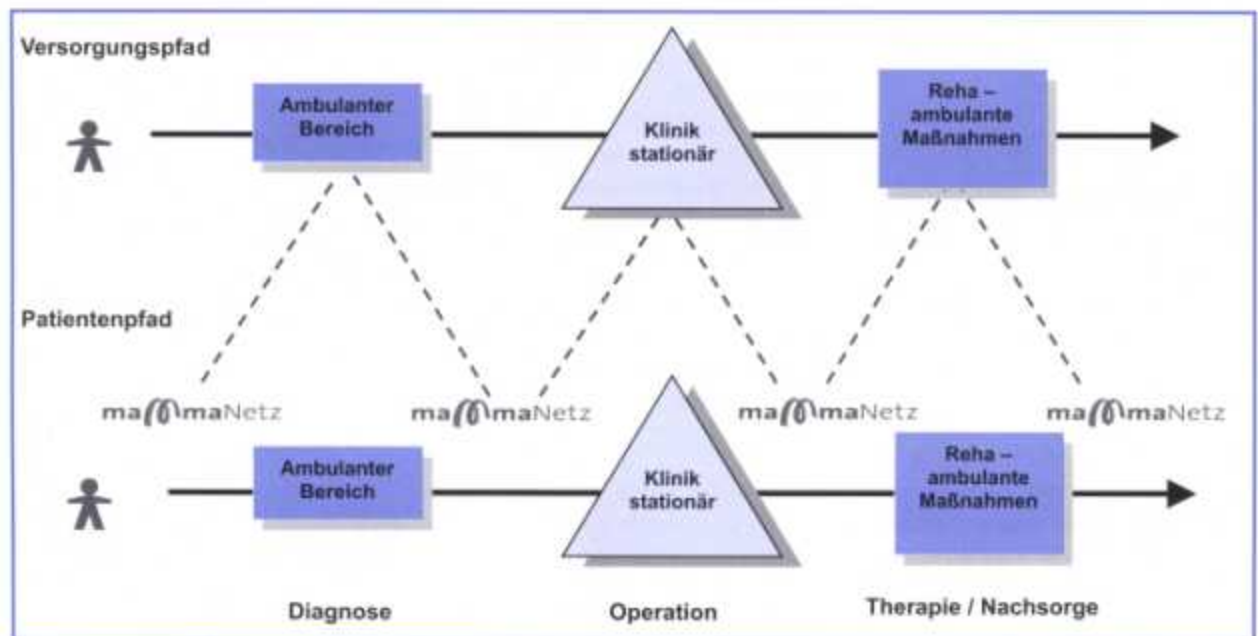 Versorgungspfad
Ambulanter
Bereich
Klinik
stationär
Reha –
ambulante
Maßnahmen
Patientenpfad
mammaNetz
mammaNetz
mammaNetz
mammaNetz
Ambulanter
Bereich
Klinik
stationär
Reha –
ambulante
Maßnahmen
Diagnose
Operation
Therapie / Nachsorge